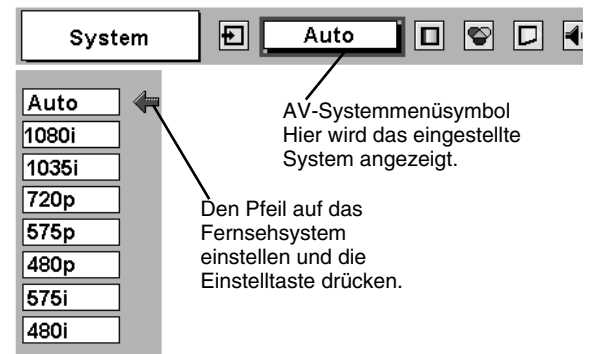 System
Auto
AV-Systemmenüsymbol
Hier wird das eingestellte
System angezeigt.
Auto
1080i
1035i
720p
575p
480p
575i
480i
Den Pfeil auf das
Fernsehsystem
einstellen und die
Einstelltaste drücken.